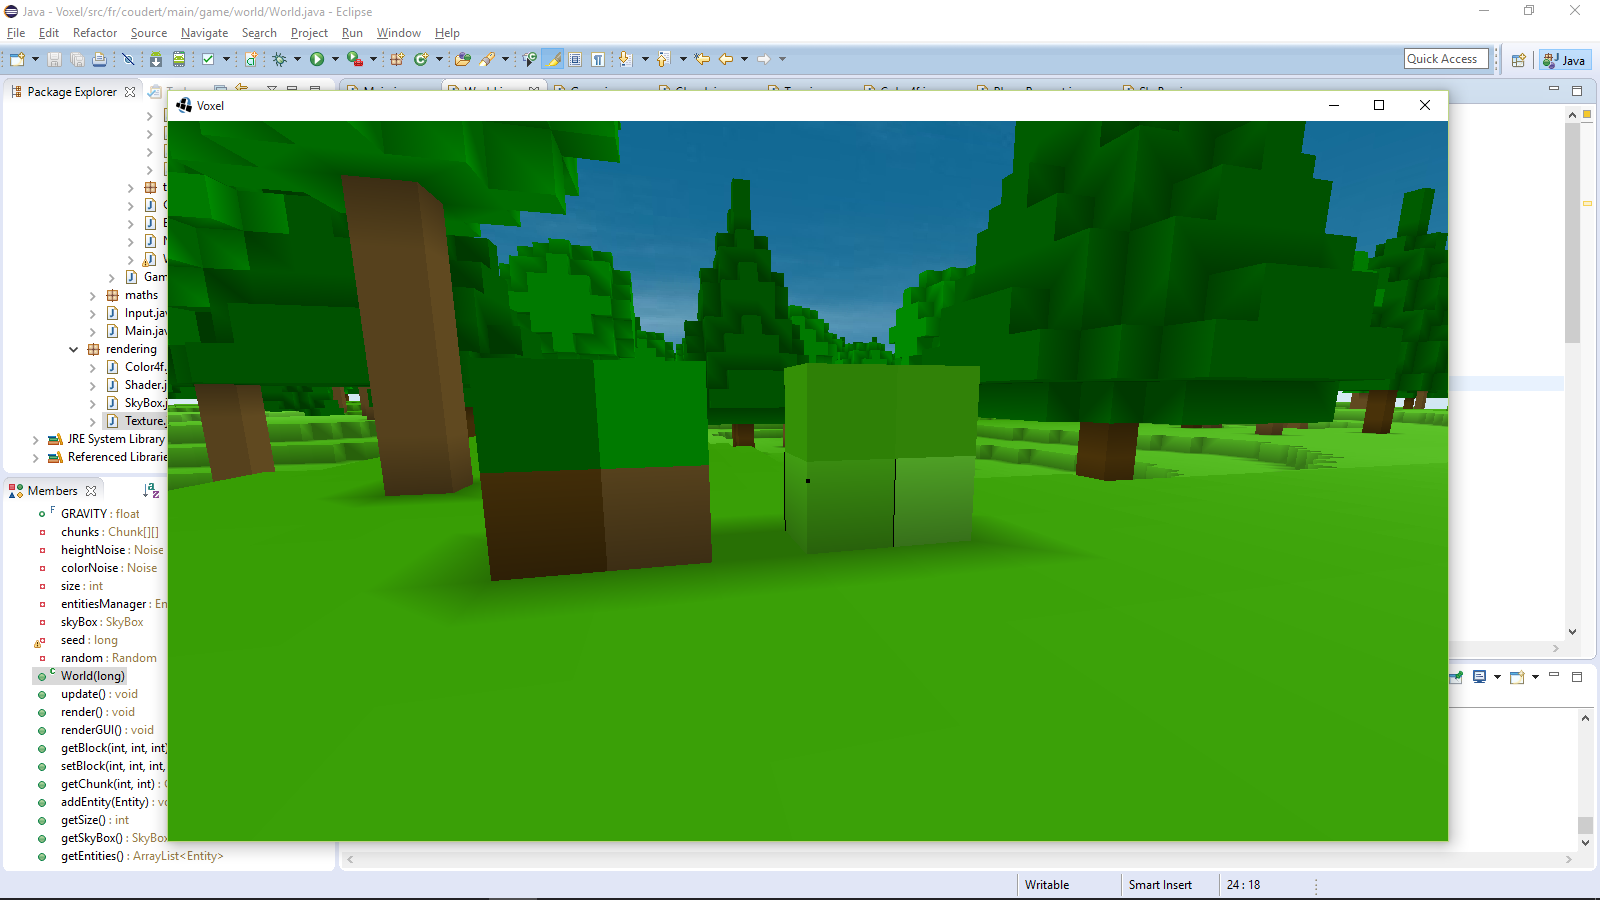 Java - Voxel/src/fr/coudert/main/game/world/World.java - Eclipse
File Edit Refactor Source Navigate Search Project Run Window Help
Quick Access
Java
Package Explorer
Voxel
maths
Input.jav
Main.jav
rendering
Color4f.
Shader.j
SkyBox.j
Texture.
JRE System Library
Referenced Librarie
Members
GRAVITY : float
chunks : Chunk[][]
heightNoise : Noise
colorNoise : Noise
size : int
entitiesManager : En
skyBox : SkyBox
seed : long
random : Random
World(long)
update() : void
render() : void
renderGUI() : void
getBlock(int, int, int)
setBlock(int, int, int,
getChunk(int, int) :
addEntity(Entity) : vo
getSize() : int
getSkyBox() : SkyBox
getEntities() : ArrayList<Entity>
Writable
Smart Insert
24 : 18